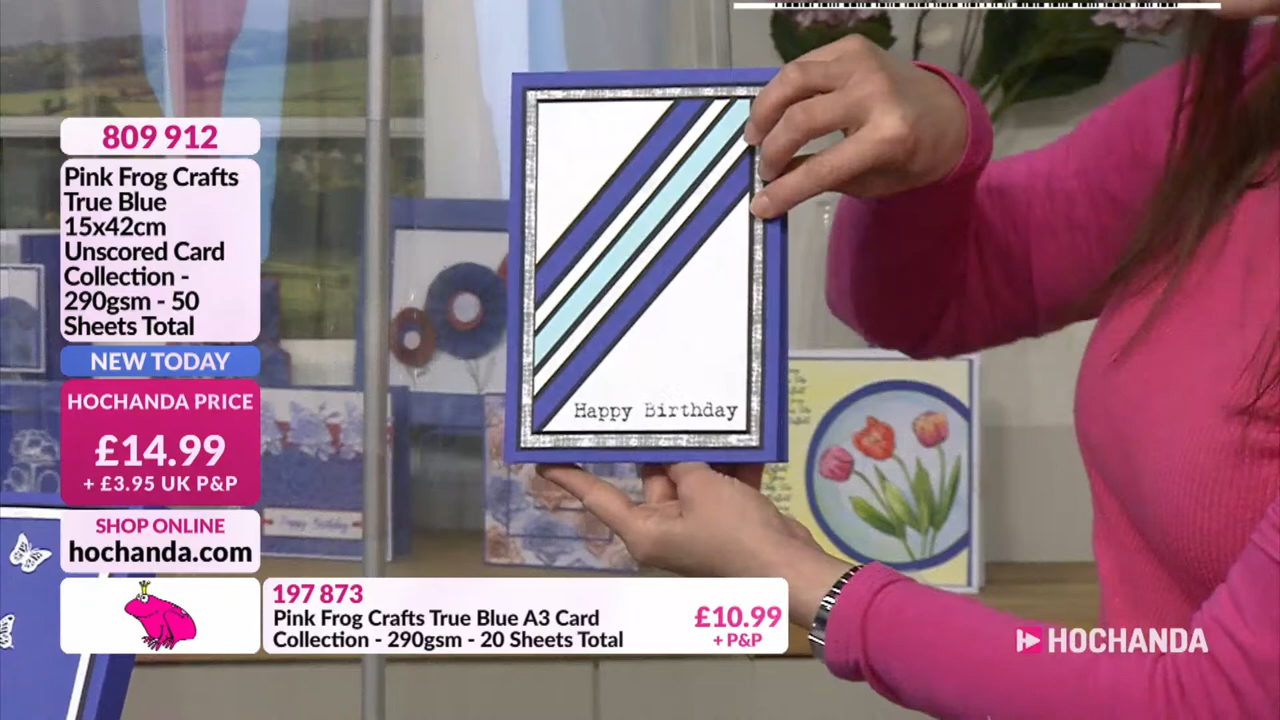 809 912
Pink Frog Crafts
True Blue
15x42cm
Unscored Card
Collection -
290gsm - 50
Sheets Total
NEW TODAY
HOCHANDA PRICE
£14.99
+ £3.95 UK P&P
SHOP ONLINE
hochanda.com
197 873
Pink Frog Crafts True Blue A3 Card
Collection - 290gsm - 20 Sheets Total
£10.99
+ P&P
Happy Birthday
Happy Birthday
HOCHANDA